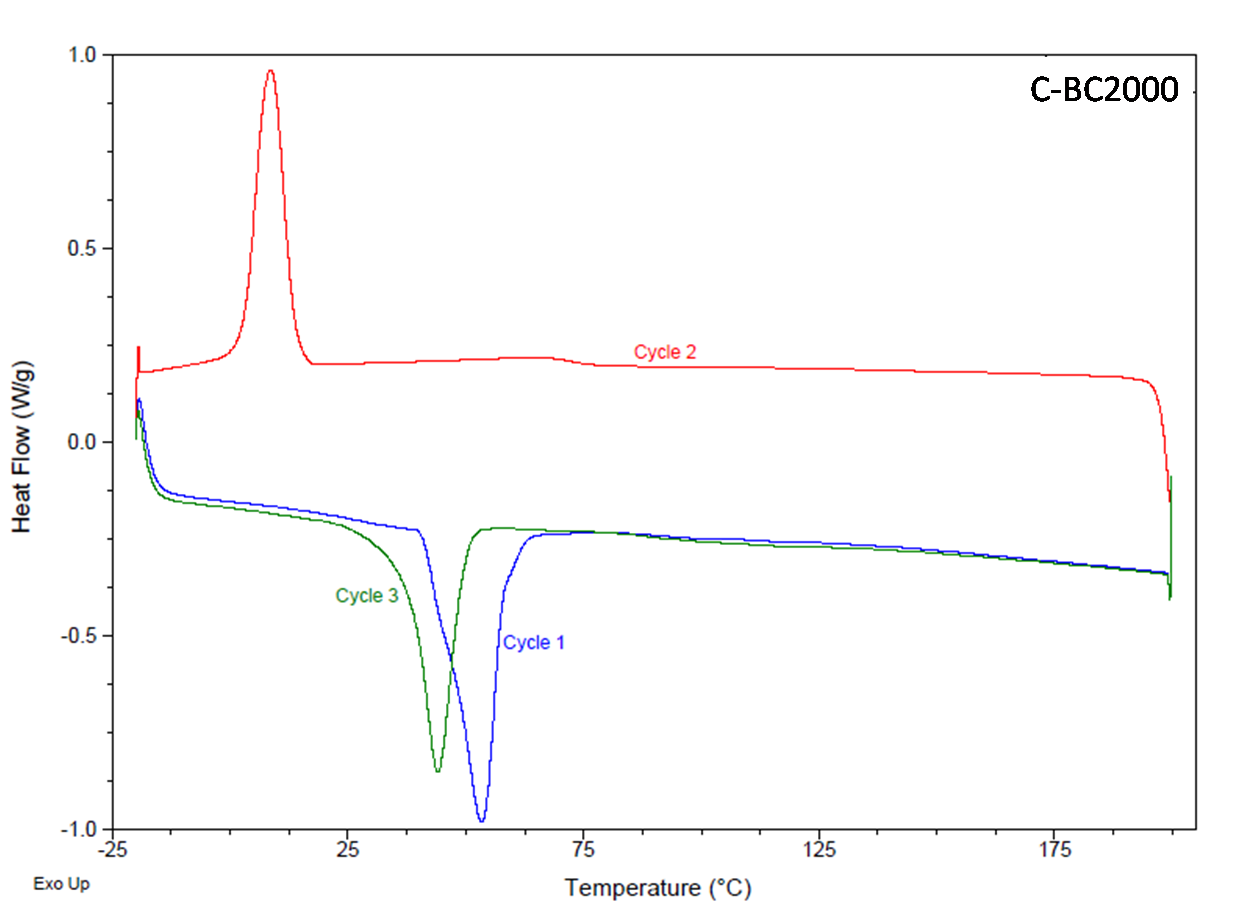 C-BC2000
1.0
0.5
0.0
-0.5
-1.0
Heat Flow (W/g)
Cycle 2
Cycle 3
Cycle 1
-25
25
75
125
175
Exo Up
Temperature (°C)